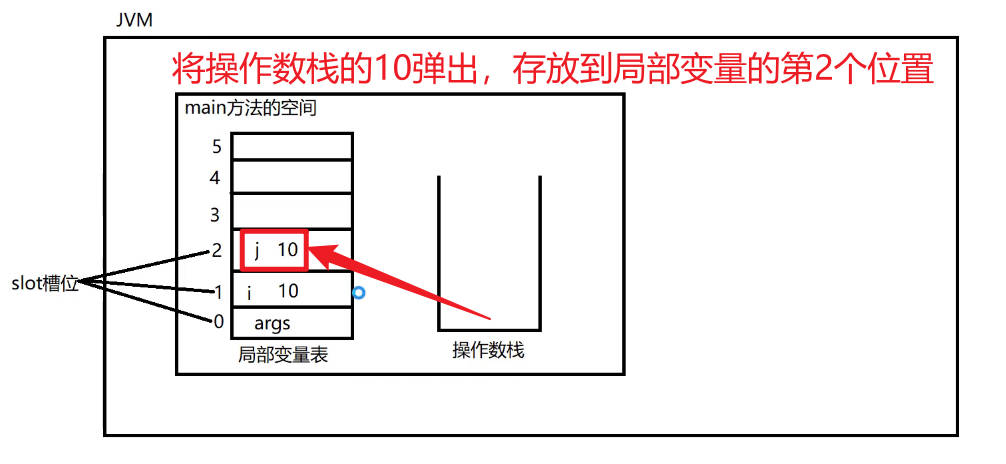 JVM
将操作数栈的10弹出，存放到局部变量的第2个位置
main方法的空间
5
4
3
2 j 10
slot槽位
1 i 10
0 args
局部变量表
操作数栈